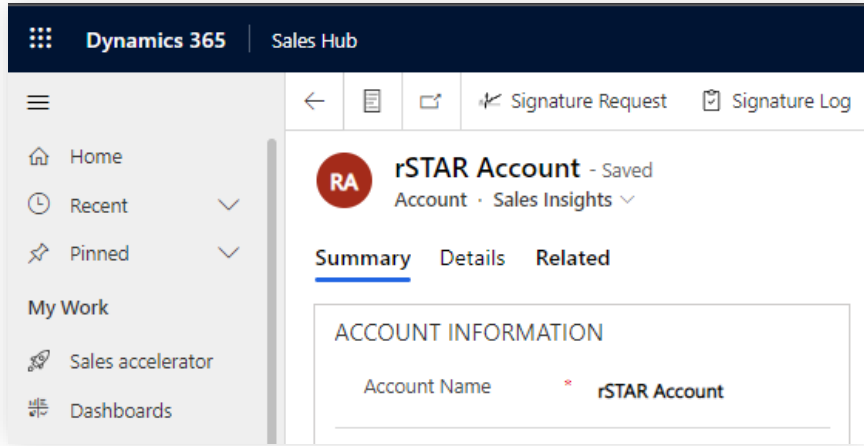 Dynamics 365 Sales Hub
Signature Request Signature Log
Home
Recent
Pinned
My Work
Sales accelerator
Dashboards
RA
rSTAR Account - Saved
Account · Sales Insights
Summary Details Related
ACCOUNT INFORMATION
Account Name * rSTAR Account